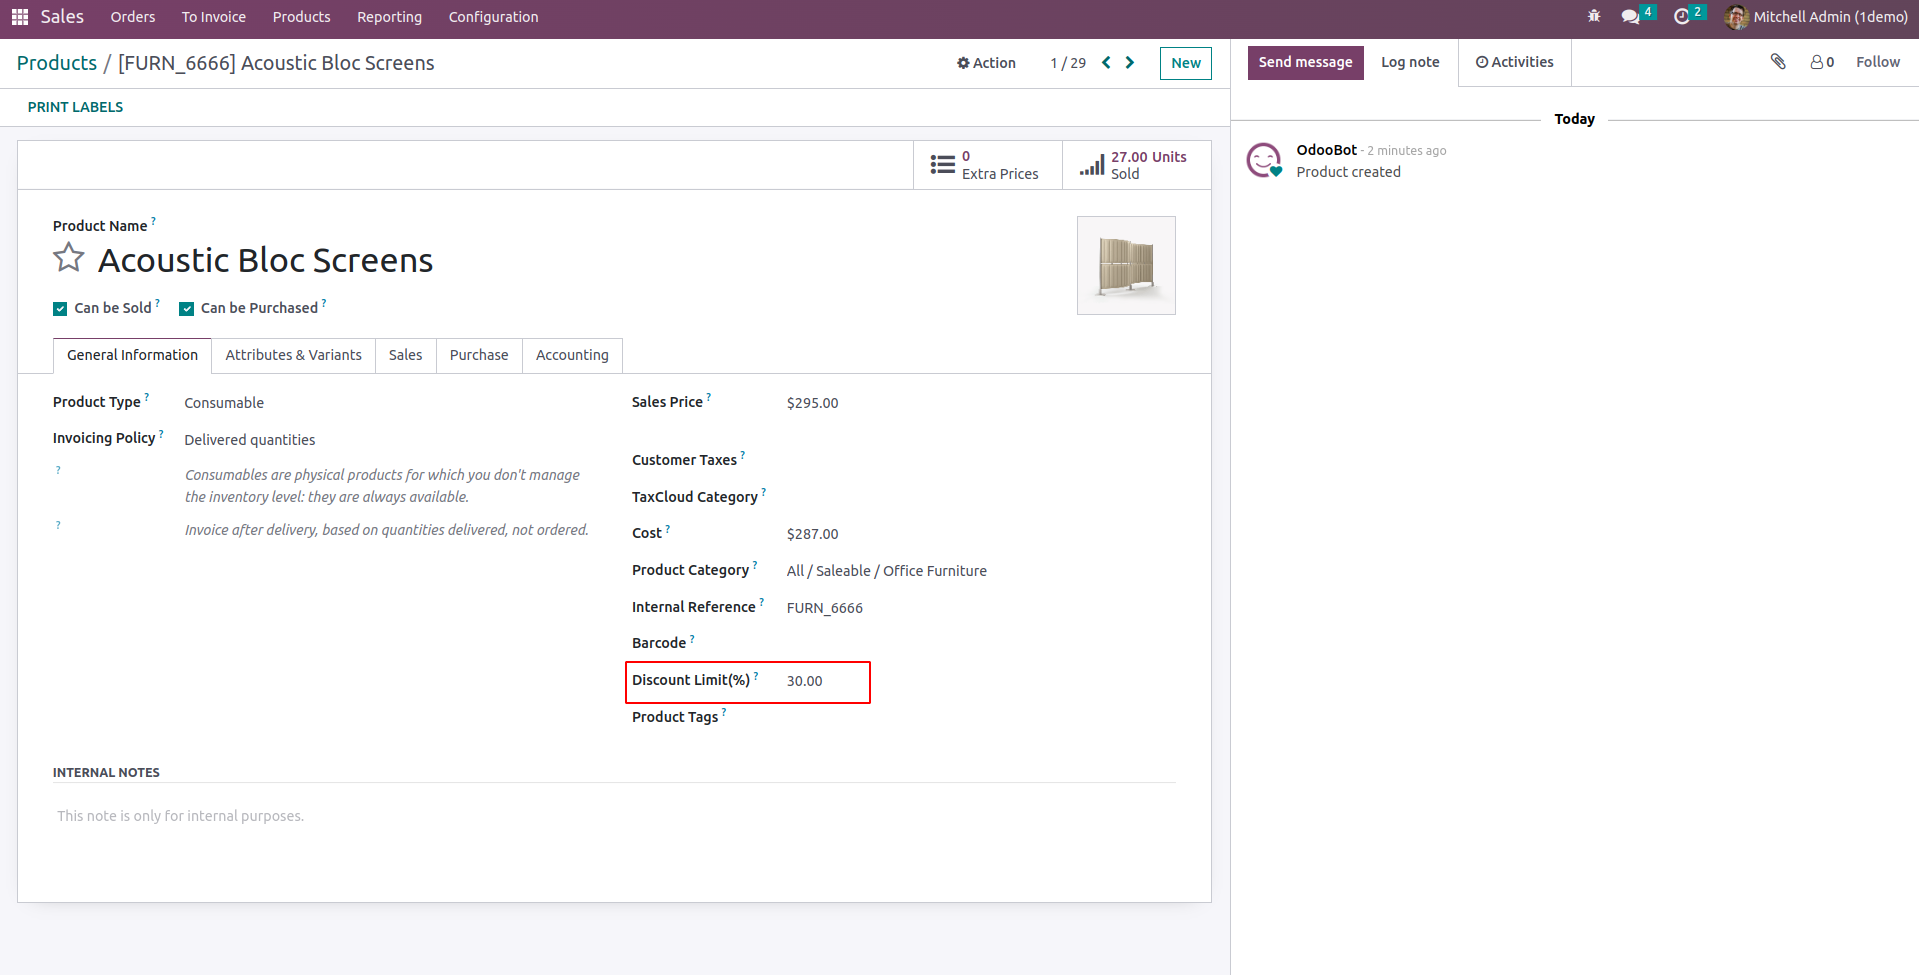 Sales Orders To Invoice Products Reporting Configuration 4 2 Mitchell Admin (1demo)
Products / [FURN_6666] Acoustic Bloc Screens Action 1 / 29 New Send message Log note Activities 0 Follow
PRINT LABELS
Today
0
Extra Prices
27.00 Units
Sold
OdooBot - 2 minutes ago
Product created
Product Name ?
Acoustic Bloc Screens
Can be Sold ? Can be Purchased ?
General Information Attributes & Variants Sales Purchase Accounting
Product Type ? Consumable
Invoicing Policy ? Delivered quantities
? Consumables are physical products for which you don't manage
the inventory level: they are always available.
? Invoice after delivery, based on quantities delivered, not ordered.
Sales Price ? $295.00
Customer Taxes ?
TaxCloud Category ?
Cost ? $287.00
Product Category ? All / Saleable / Office Furniture
Internal Reference ? FURN_6666
Barcode ?
Discount Limit(%) ? 30.00
Product Tags ?
INTERNAL NOTES
This note is only for internal purposes.